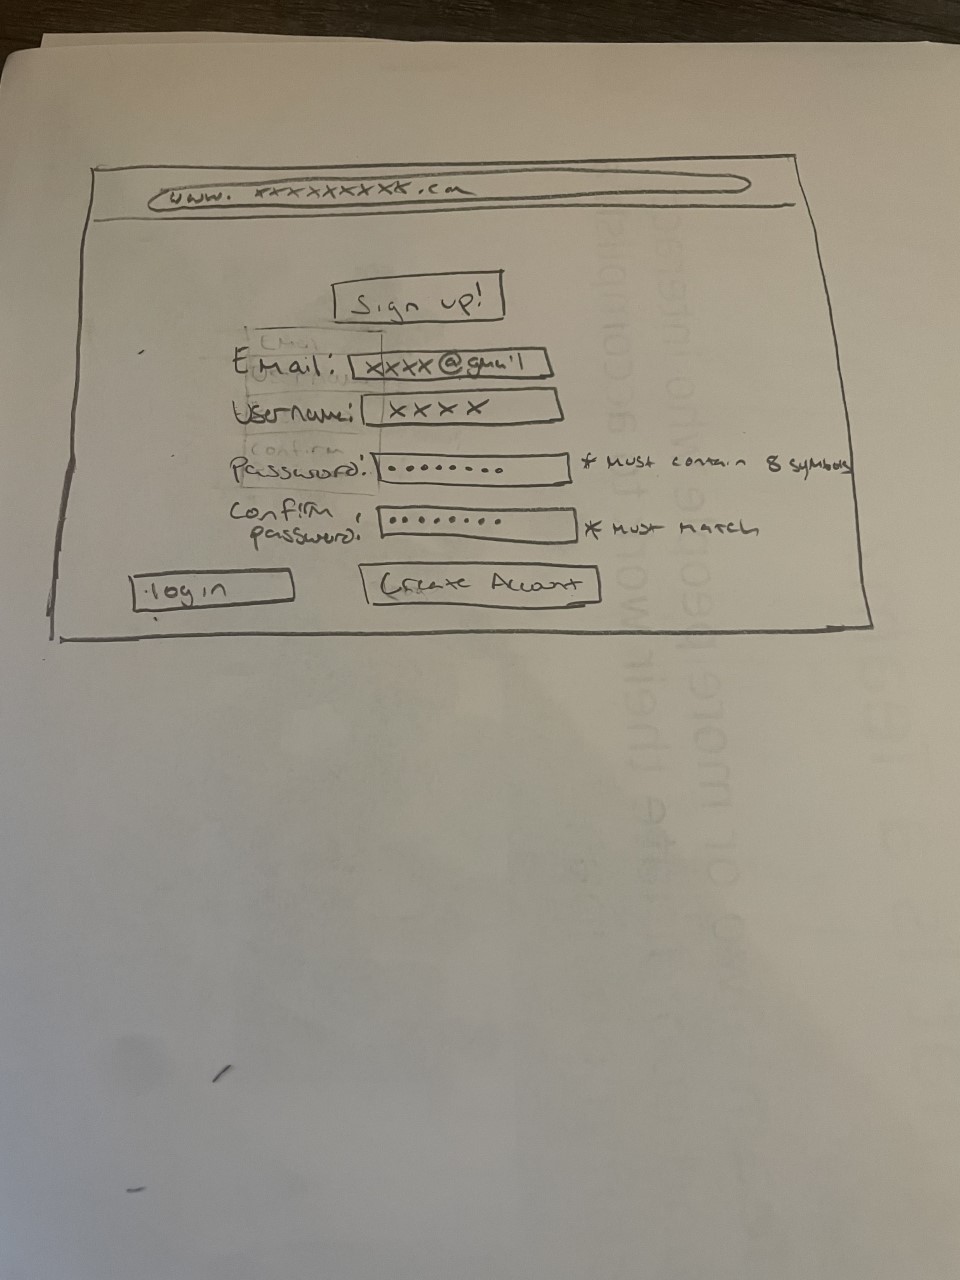 www. xxxxxxxxx.com
Sign up!
Email: xxxx@gmail
Username: xxxx
Password: •••••••• * Must contain 8 symbols
Confirm
password: •••••••• * Must match
login Create Account